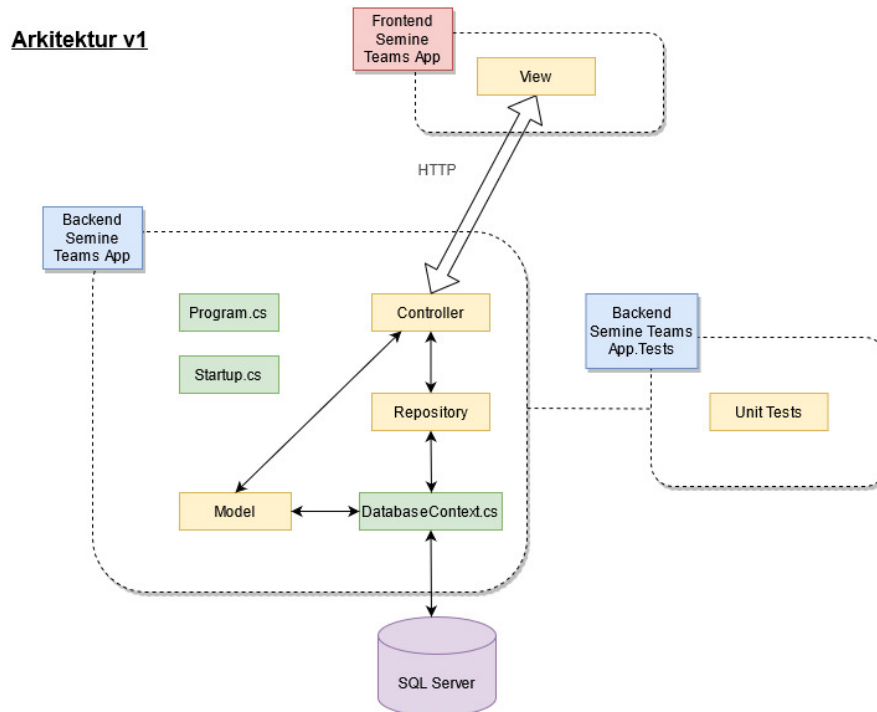 Arkitektur v1
Frontend
Semine
Teams App
View
HTTP
Backend
Semine
Teams App
Program.cs
Controller
Startup.cs
Repository
Model
DatabaseContext.cs
Backend
Semine Teams
App.Tests
Unit Tests
SQL Server